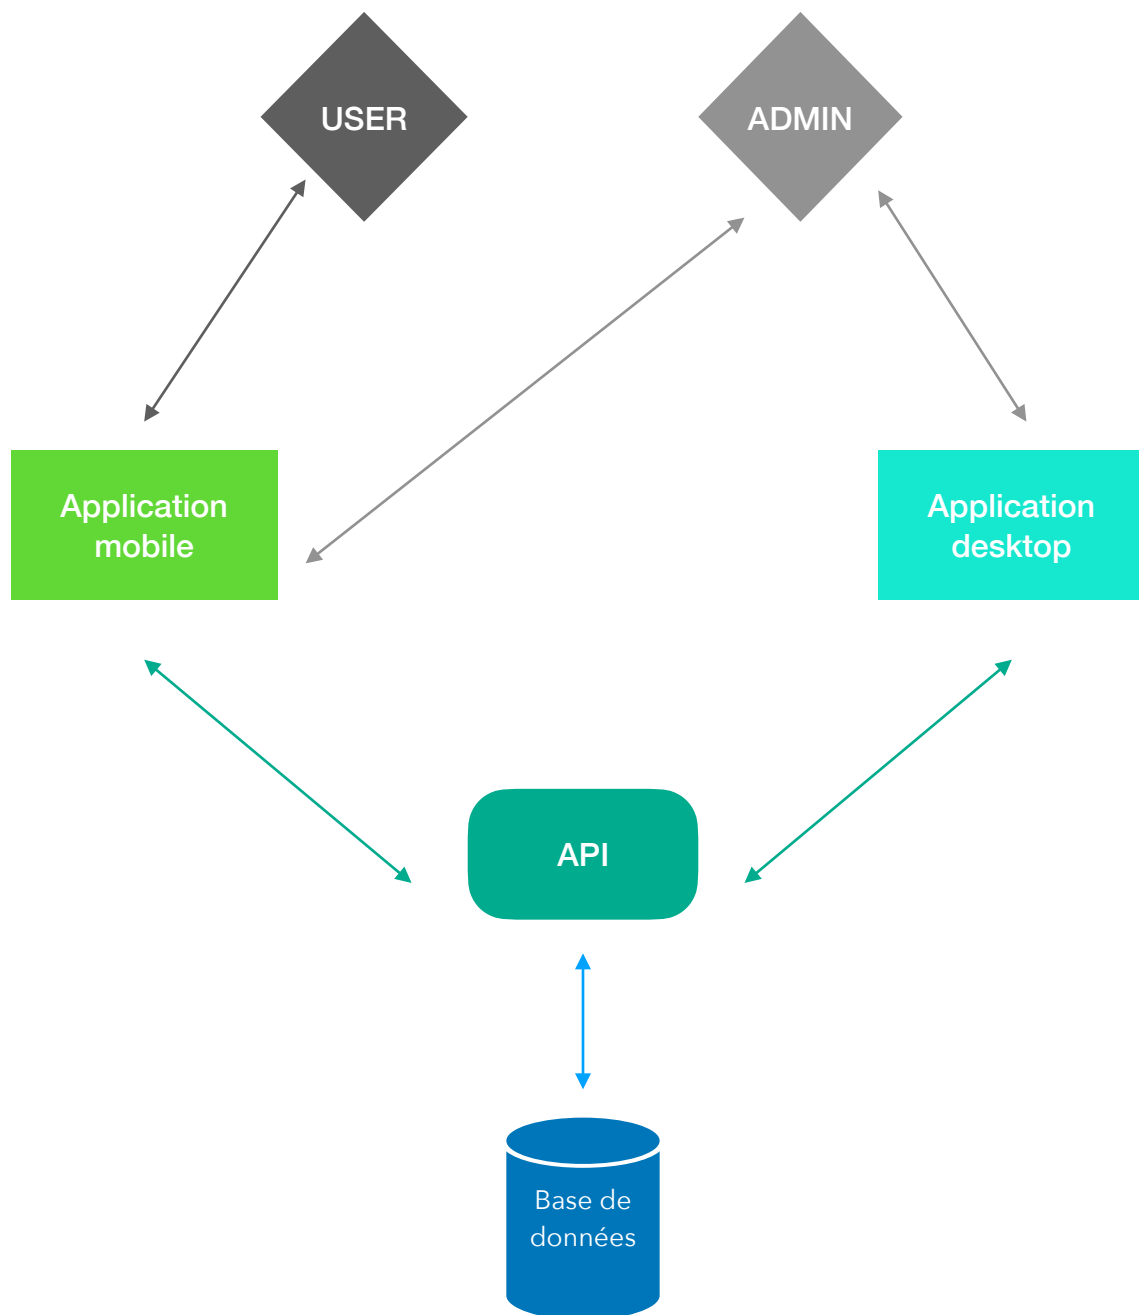 USER
ADMIN
Application
mobile
Application
desktop
API
Base de
données